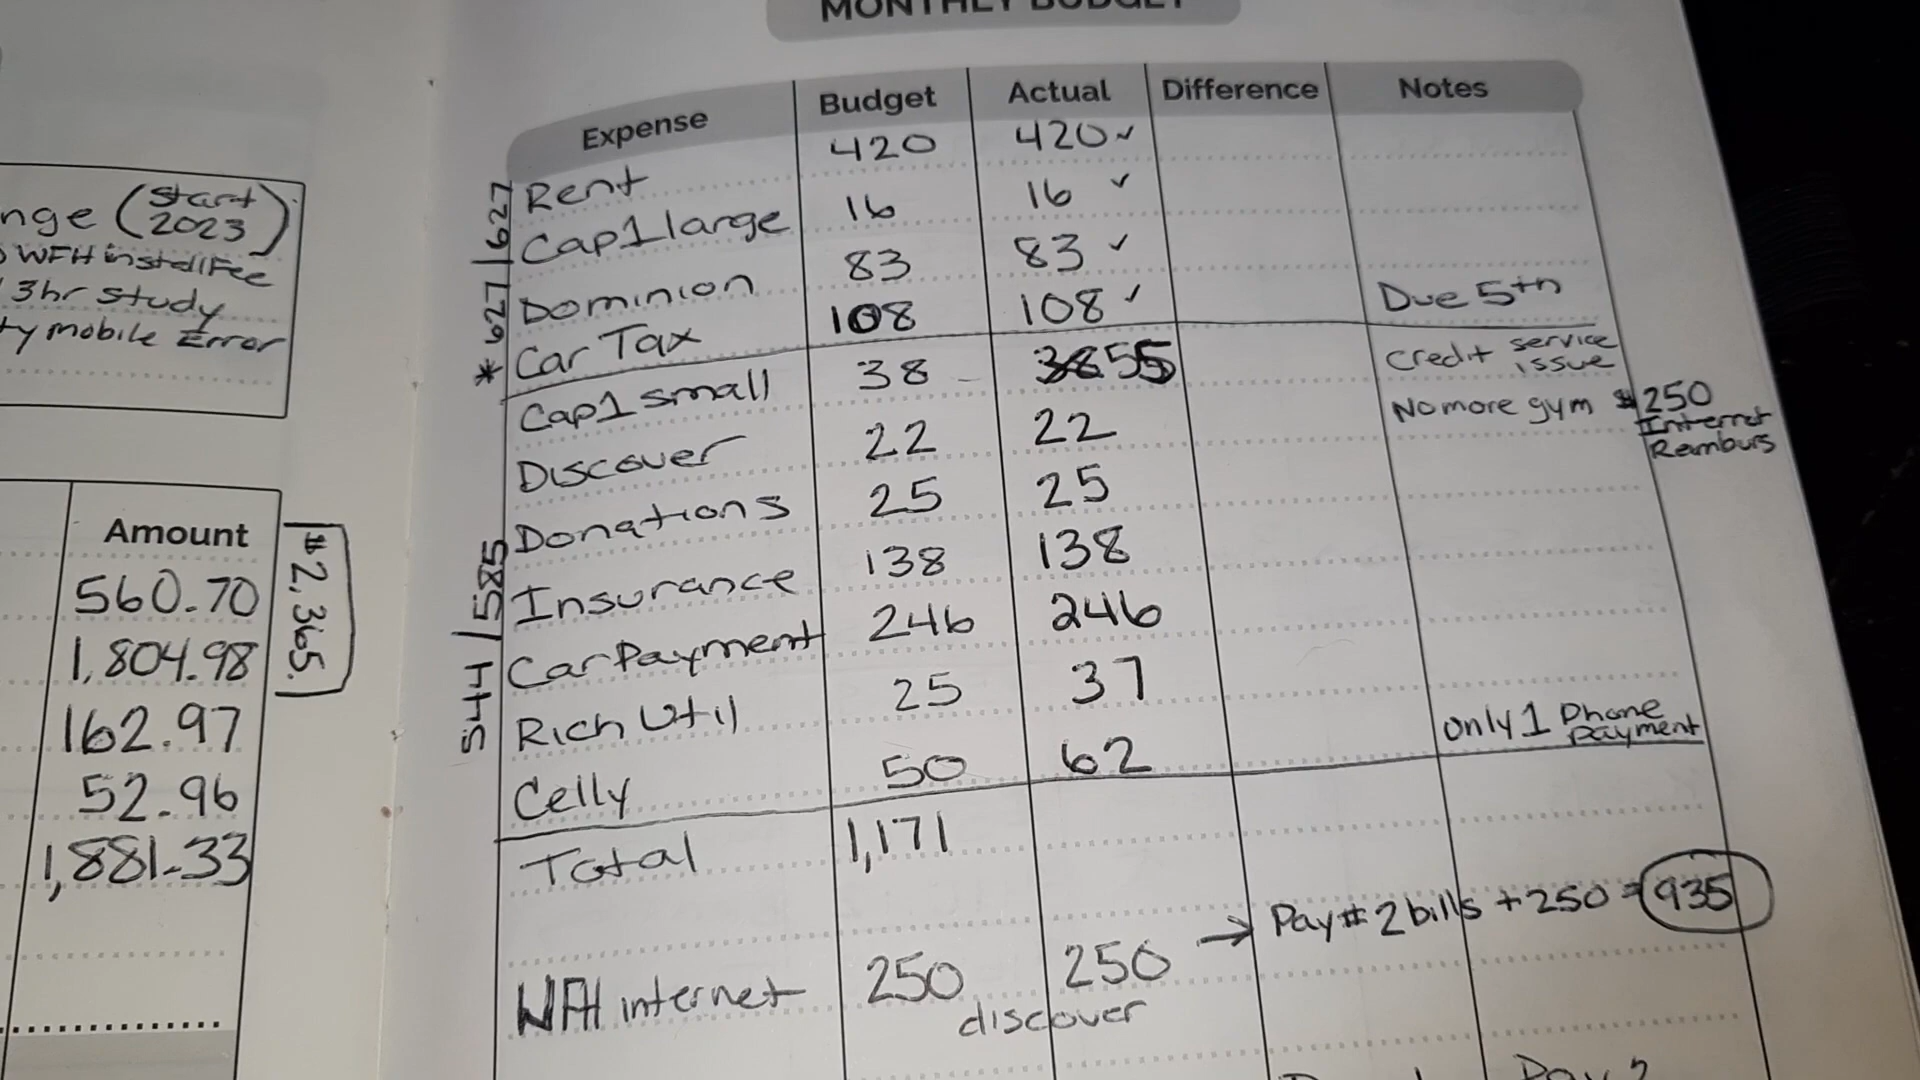 MONTHLY BUDGET
Expense Budget Actual Difference Notes
Rent 420 420 ✓
Cap1 large 16 16 ✓
Dominion 83 83 ✓
Car Tax 108 108 ✓ Due 5th
Cap1 small 38 55 Credit service issue
Discover 22 22 No more gym
Donations 25 25
Insurance 138 138
Car Payment 246 246
Rich Util 25 37
Celly 50 62 only 1 Phone Payment
Total 1,171
→ Pay # 2 bills + 250 = 935
WFH internet 250 250
discover
$250
Internet
Remburs
* 627 | 627
544 / 585
nge (Start
2023)
WFH install Fee
3hr study
ty mobile Error
Amount
560.70
1,804.98
162.97
52.96
1,881.33
$2,365.
Pay 2